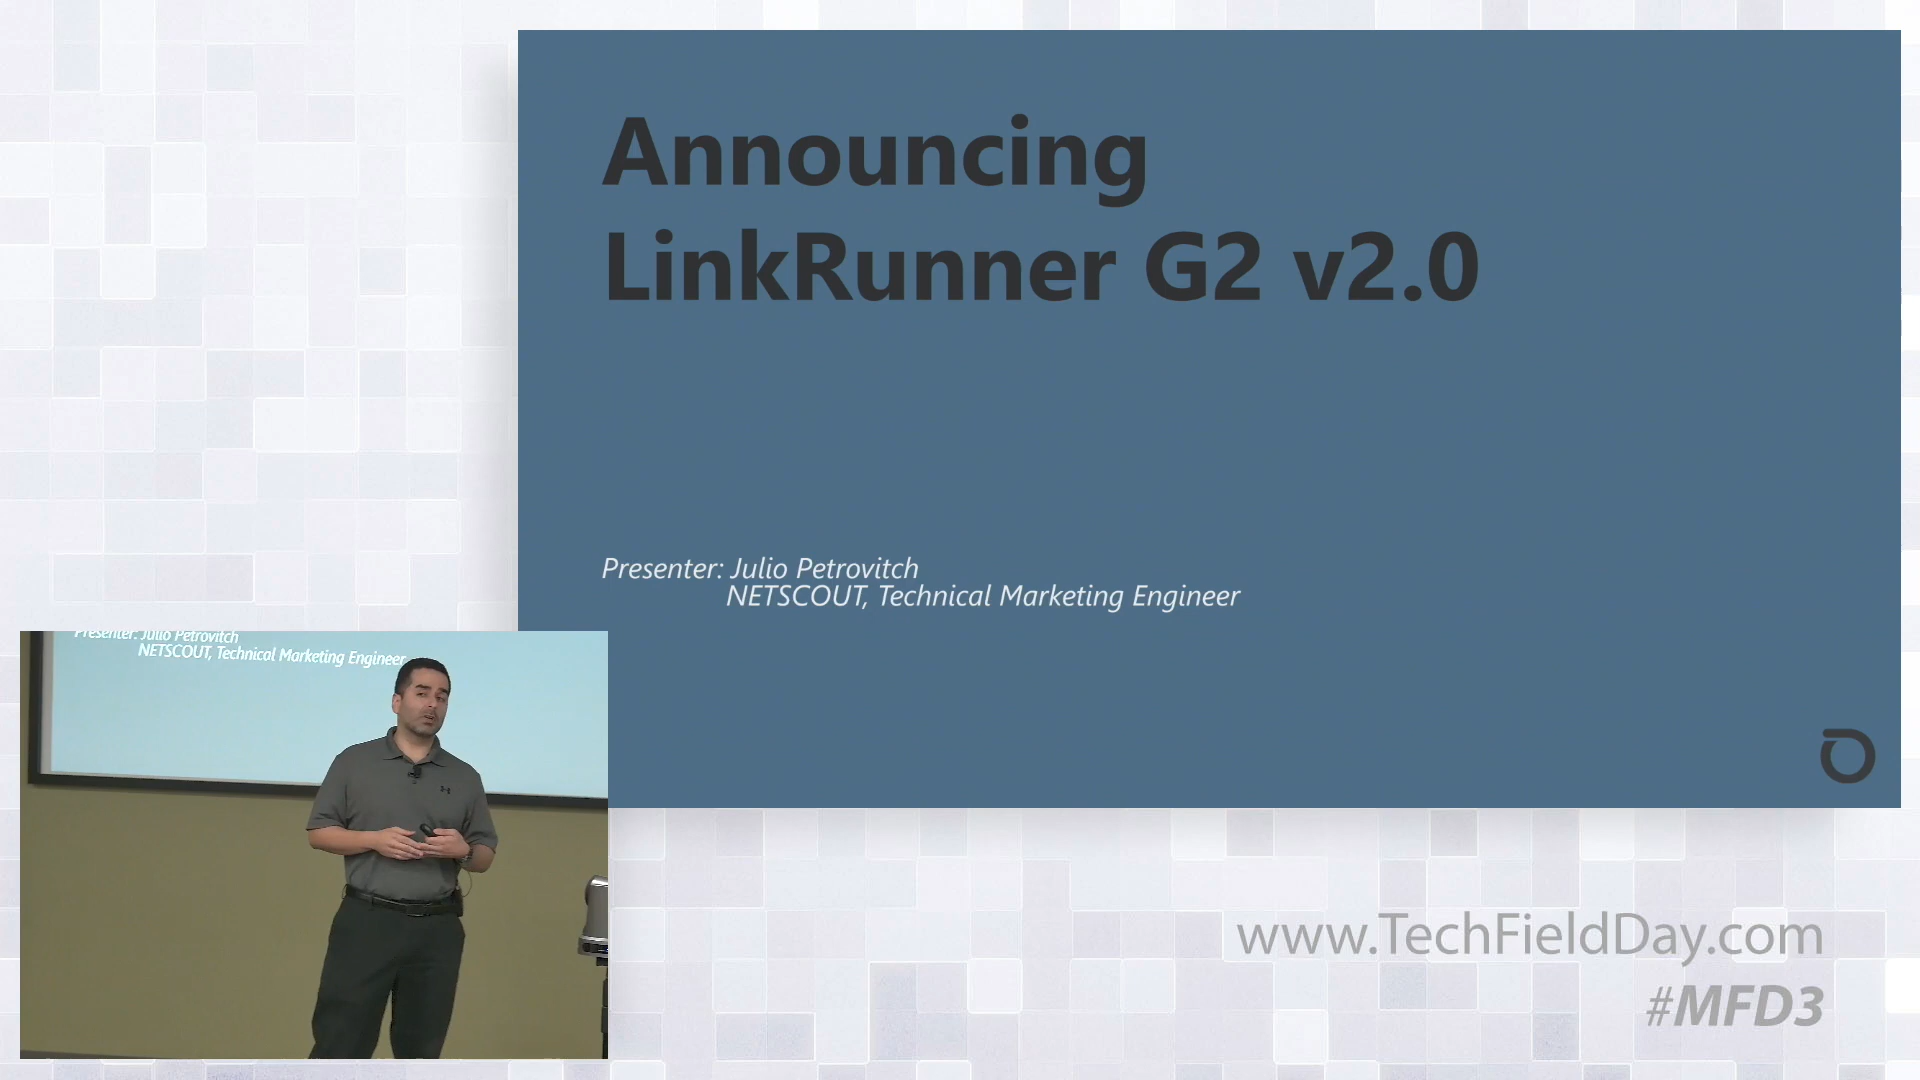 Announcing
LinkRunner G2 v2.0
Presenter: Julio Petrovitch
NETSCOUT, Technical Marketing Engineer
Presenter: Julio Petrovitch
NETSCOUT, Technical Marketing Engineer
www.TechFieldDay.com
#MFD3